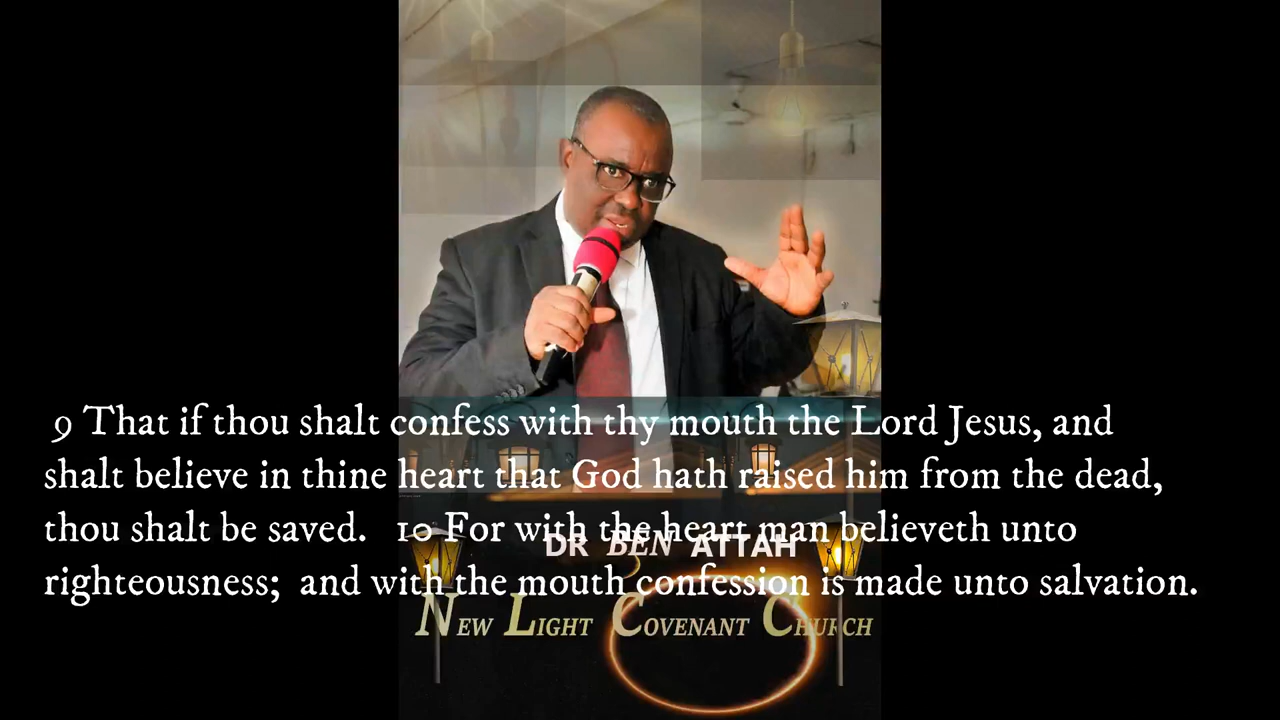 9 That if thou shalt confess with thy mouth the Lord Jesus, and
shalt believe in thine heart that God hath raised him from the dead,
thou shalt be saved.   10 For with the heart man believeth unto
righteousness;  and with the mouth confession is made unto salvation.
DR BEN ATTAH
NEW LIGHT COVENANT CHURCH